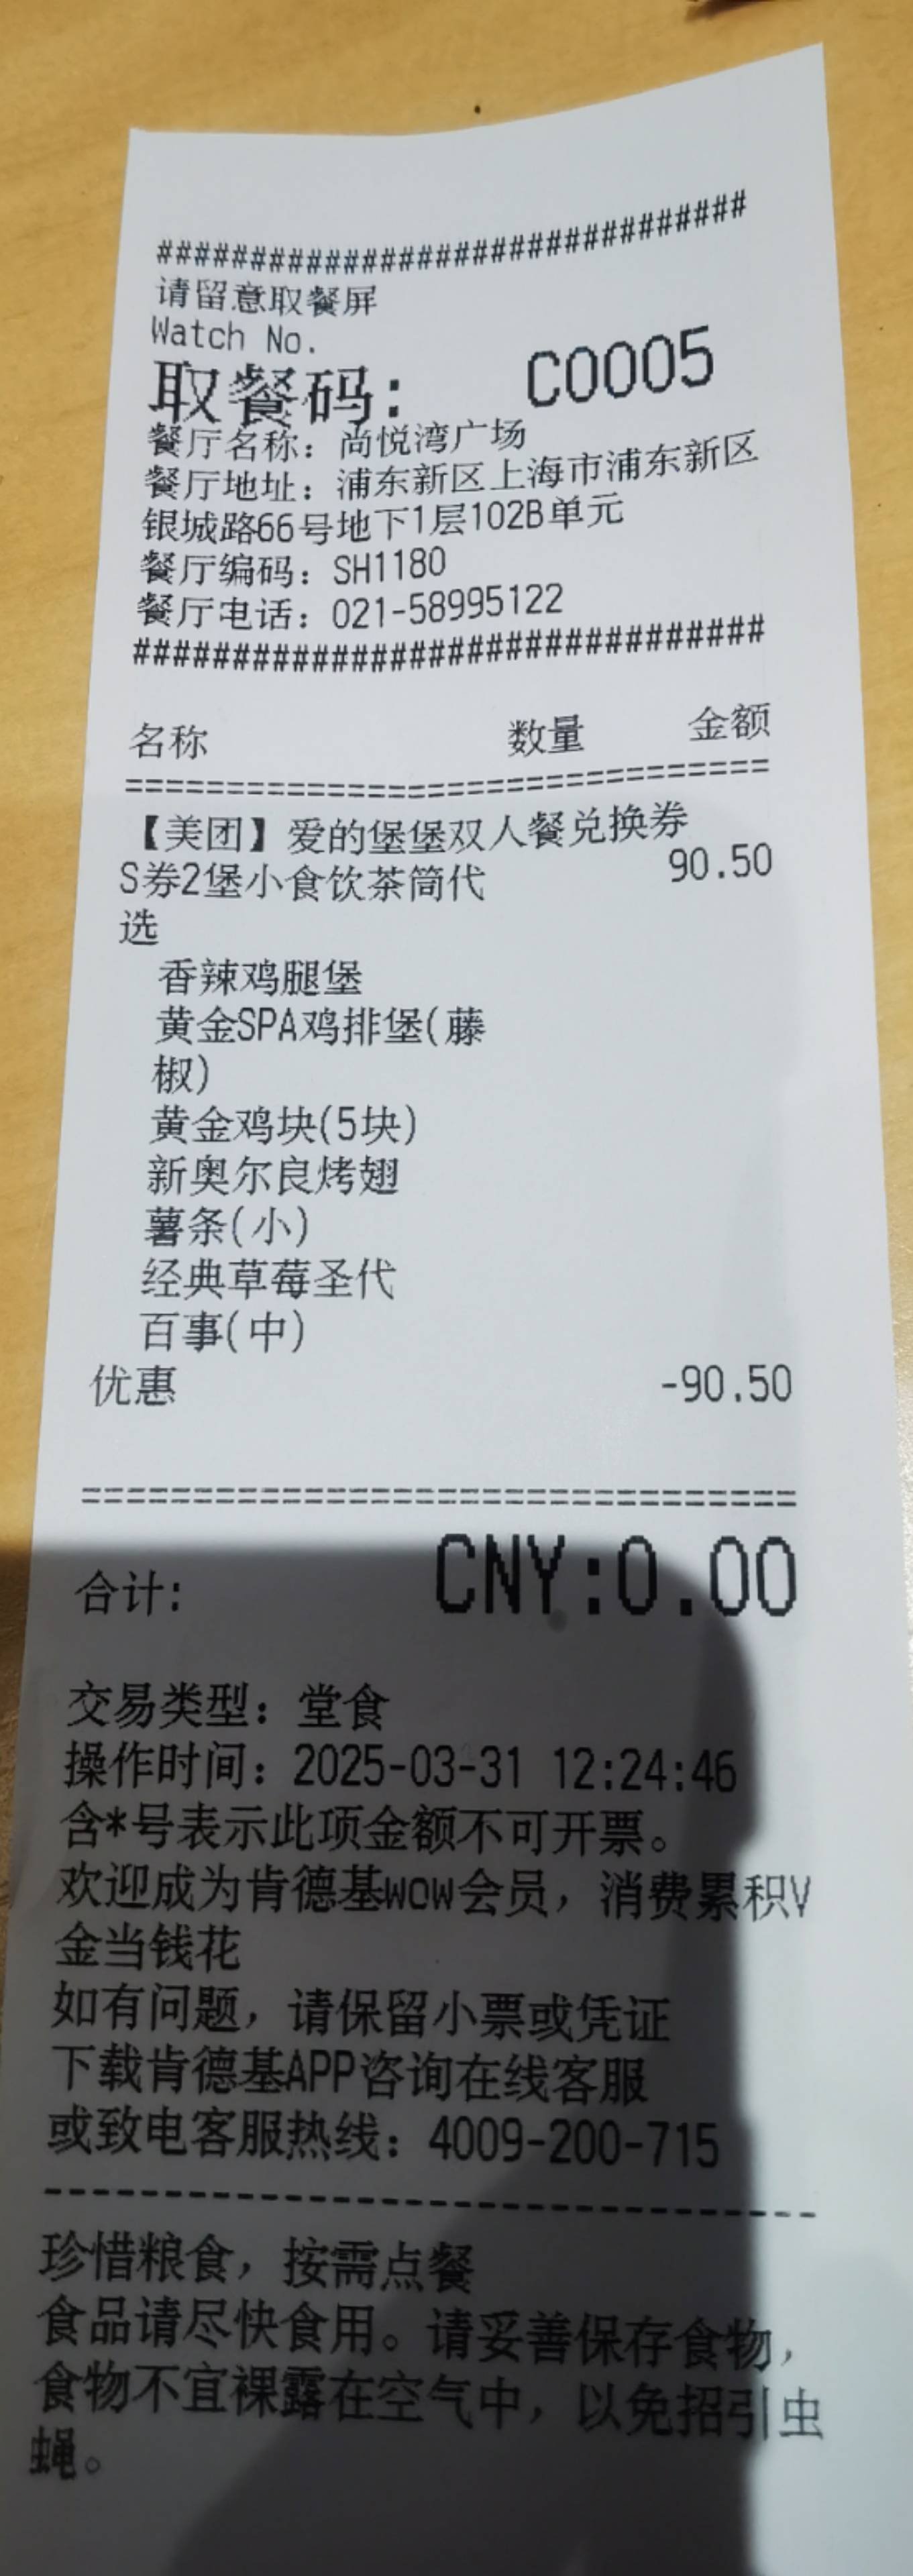 ################################
请留意取餐屏
Watch No.
取餐码: C0005
餐厅名称: 尚悦湾广场
餐厅地址: 浦东新区上海市浦东新区
银城路66号地下1层102B单元
餐厅编码: SH1180
餐厅电话: 021-58995122
################################
名称 数量 金额
================================
【美团】爱的堡堡双人餐兑换券
S券2堡小食饮茶筒代 90.50
选
香辣鸡腿堡
黄金SPA鸡排堡(藤
椒)
黄金鸡块(5块)
新奥尔良烤翅
薯条(小)
经典草莓圣代
百事(中)
优惠 -90.50
================================
合计: CNY:0.00
交易类型: 堂食
操作时间: 2025-03-31 12:24:46
含*号表示此项金额不可开票。
欢迎成为肯德基wow会员, 消费累积V
金当钱花
如有问题, 请保留小票或凭证
下载肯德基APP咨询在线客服
或致电客服热线: 4009-200-715
--------------------------------
珍惜粮食, 按需点餐
食品请尽快食用。请妥善保存食物,
食物不宜裸露在空气中, 以免招引虫
蝇。